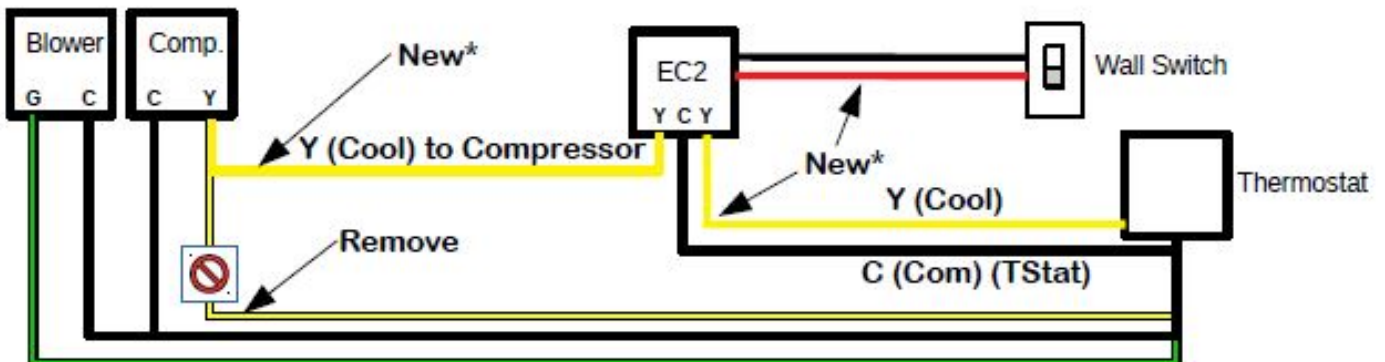 Blower
G C
Comp.
C Y
New*
EC2
Y C Y
Wall Switch
Y (Cool) to Compressor
New*
Thermostat
Y (Cool)
Remove
C (Com) (TStat)